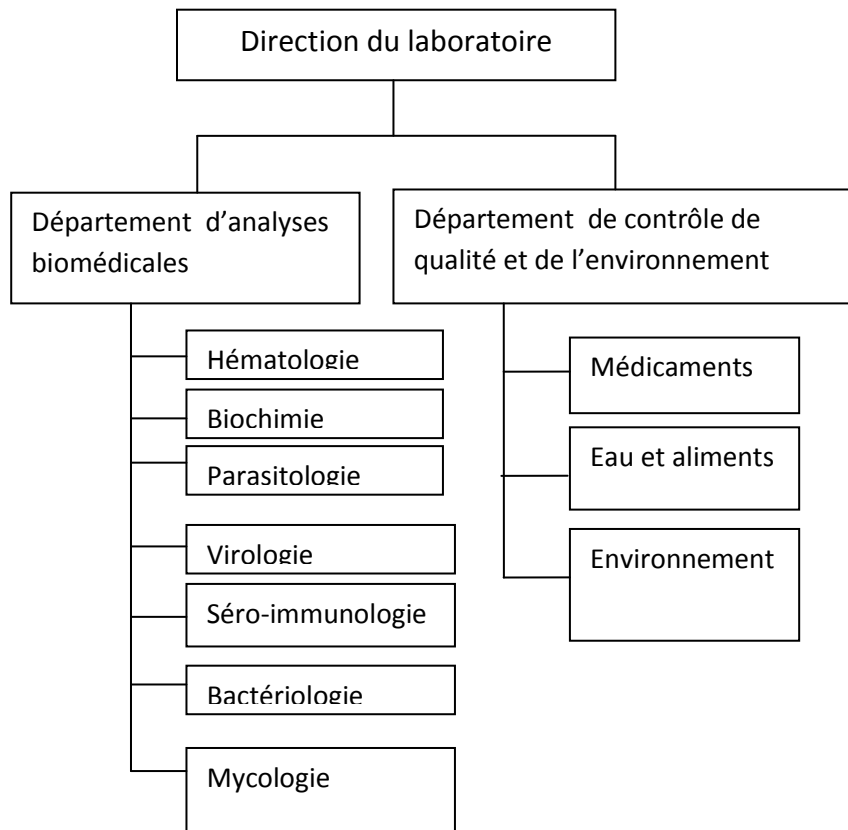 Direction du laboratoire
Département d’analyses
biomédicales
Hématologie
Biochimie
Parasitologie
Virologie
Séro-immunologie
Bactériologie
Mycologie
Département de contrôle de
qualité et de l’environnement
Médicaments
Eau et aliments
Environnement